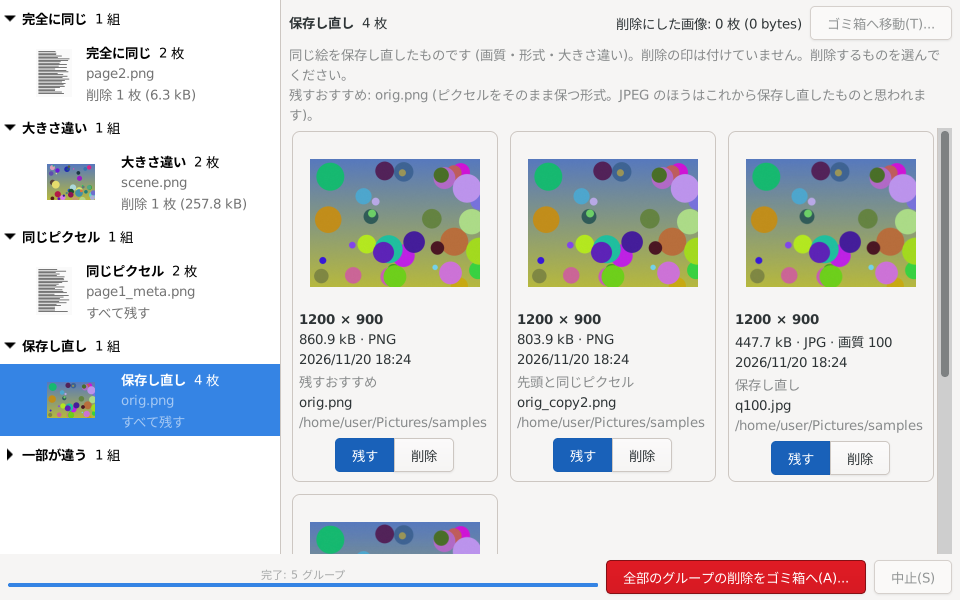 完全に同じ 1 組
完全に同じ 2 枚
page2.png
削除 1 枚 (6.3 kB)
大きさ違い 1 組
大きさ違い 2 枚
scene.png
削除 1 枚 (257.8 kB)
同じピクセル 1 組
同じピクセル 2 枚
page1_meta.png
すべて残す
保存し直し 1 組
保存し直し 4 枚
orig.png
すべて残す
一部が違う 1 組
保存し直し 4 枚
削除にした画像: 0 枚 (0 bytes)
ゴミ箱へ移動(T)...
同じ絵を保存し直したものです (画質・形式・大きさ違い)。削除の印は付けていません。削除するものを選んで
ください。
残すおすすめ: orig.png (ピクセルをそのまま保つ形式。JPEG のほうはこれから保存し直したものと思われま
す)。
1200 × 900
860.9 kB · PNG
2026/11/20 18:24
残すおすすめ
orig.png
/home/user/Pictures/samples
残す 削除
1200 × 900
803.9 kB · PNG
2026/11/20 18:24
先頭と同じピクセル
orig_copy2.png
/home/user/Pictures/samples
残す 削除
1200 × 900
447.7 kB · JPG · 画質 100
2026/11/20 18:24
保存し直し
q100.jpg
/home/user/Pictures/samples
残す 削除
完了: 5 グループ
全部のグループの削除をゴミ箱へ(A)...
中止(S)